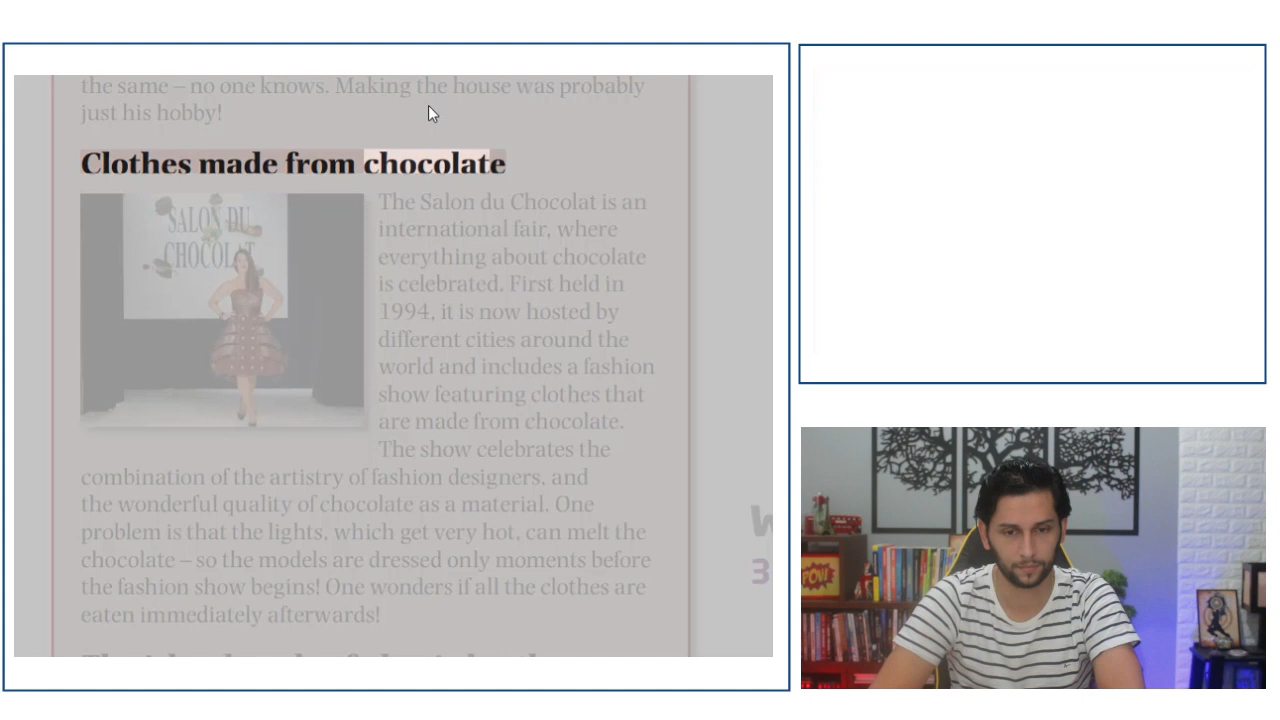 the same – no one knows. Making the house was probably
just his hobby!
Clothes made from chocolate
SALON DU
CHOCOLAT
The Salon du Chocolat is an
international fair, where
everything about chocolate
is celebrated. First held in
1994, it is now hosted by
different cities around the
world and includes a fashion
show featuring clothes that
are made from chocolate.
The show celebrates the
combination of the artistry of fashion designers, and
the wonderful quality of chocolate as a material. One
problem is that the lights, which get very hot, can melt the
chocolate – so the models are dressed only moments before
the fashion show begins! One wonders if all the clothes are
eaten immediately afterwards!
W
3
POW!